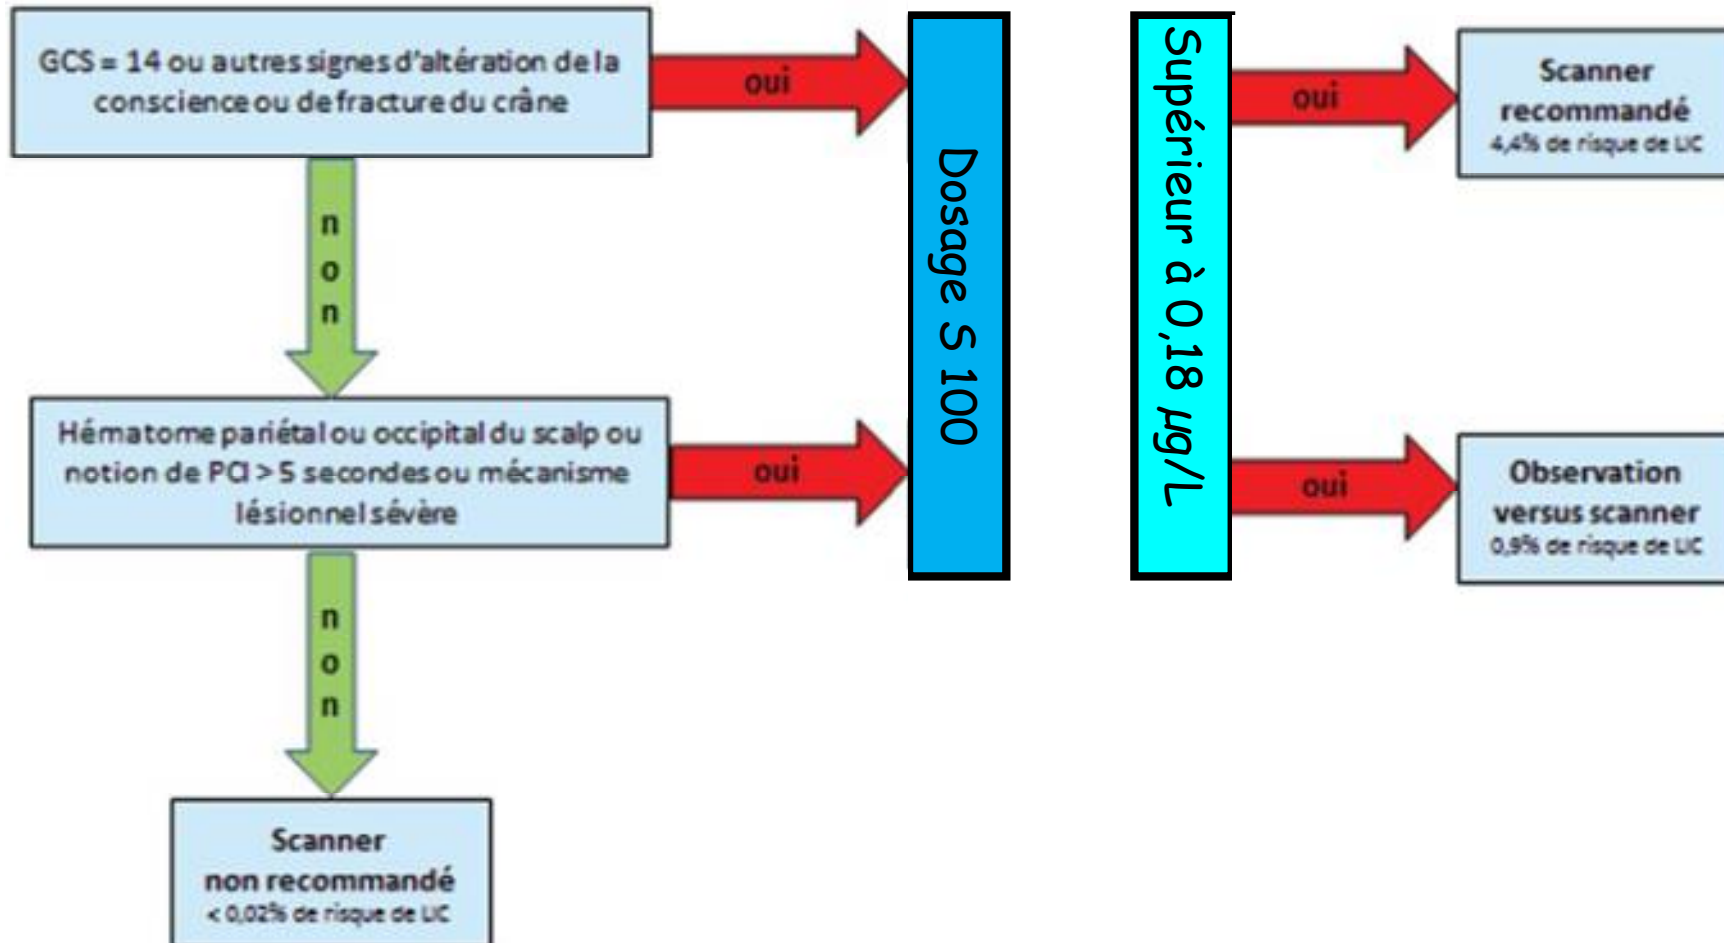 GCS = 14 ou autres signes d'altération de la
conscience ou de fracture du crâne
oui
Dosage S 100
Supérieur à 0,18 µg/L
oui
Scanner
recommandé
4,4% de risque de LIC
non
Hématome pariétal ou occipital du scalp ou
notion de PCI > 5 secondes ou mécanisme
lésionnel sévère
oui
oui
Observation
versus scanner
0,9% de risque de LIC
non
Scanner
non recommandé
< 0,02% de risque de LIC